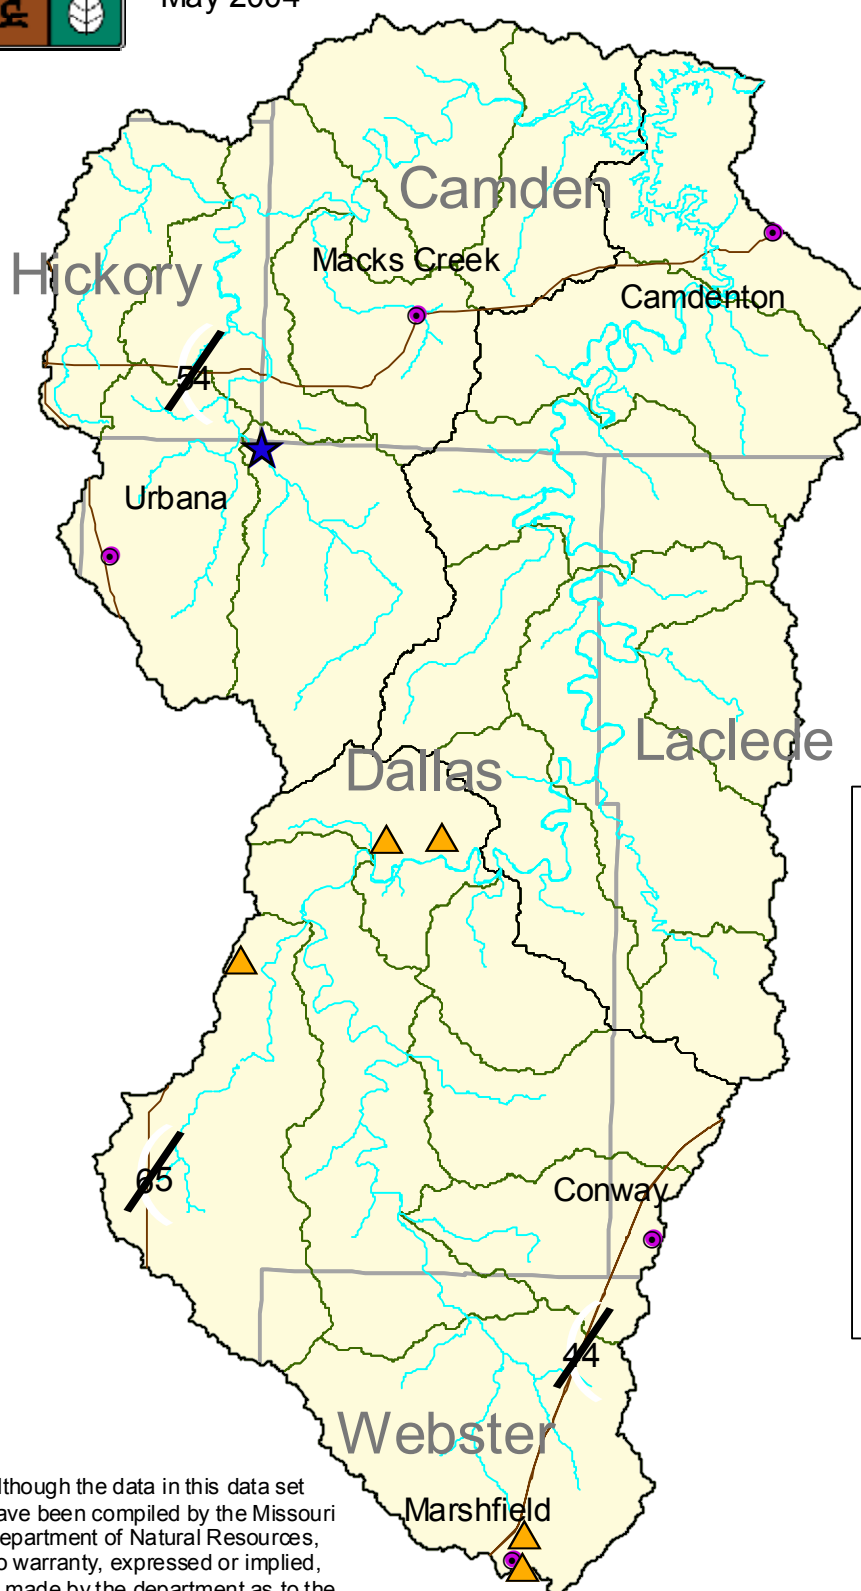 May 2004
Camden
Macks Creek
Hickory
Camdenton
54
Urbana
Laclede
Dallas
65
Conway
44
Webster
Marshfield
lthough the data in this data set
ave been compiled by the Missouri
epartment of Natural Resources,
o warranty, expressed or implied,
made by the department as to the